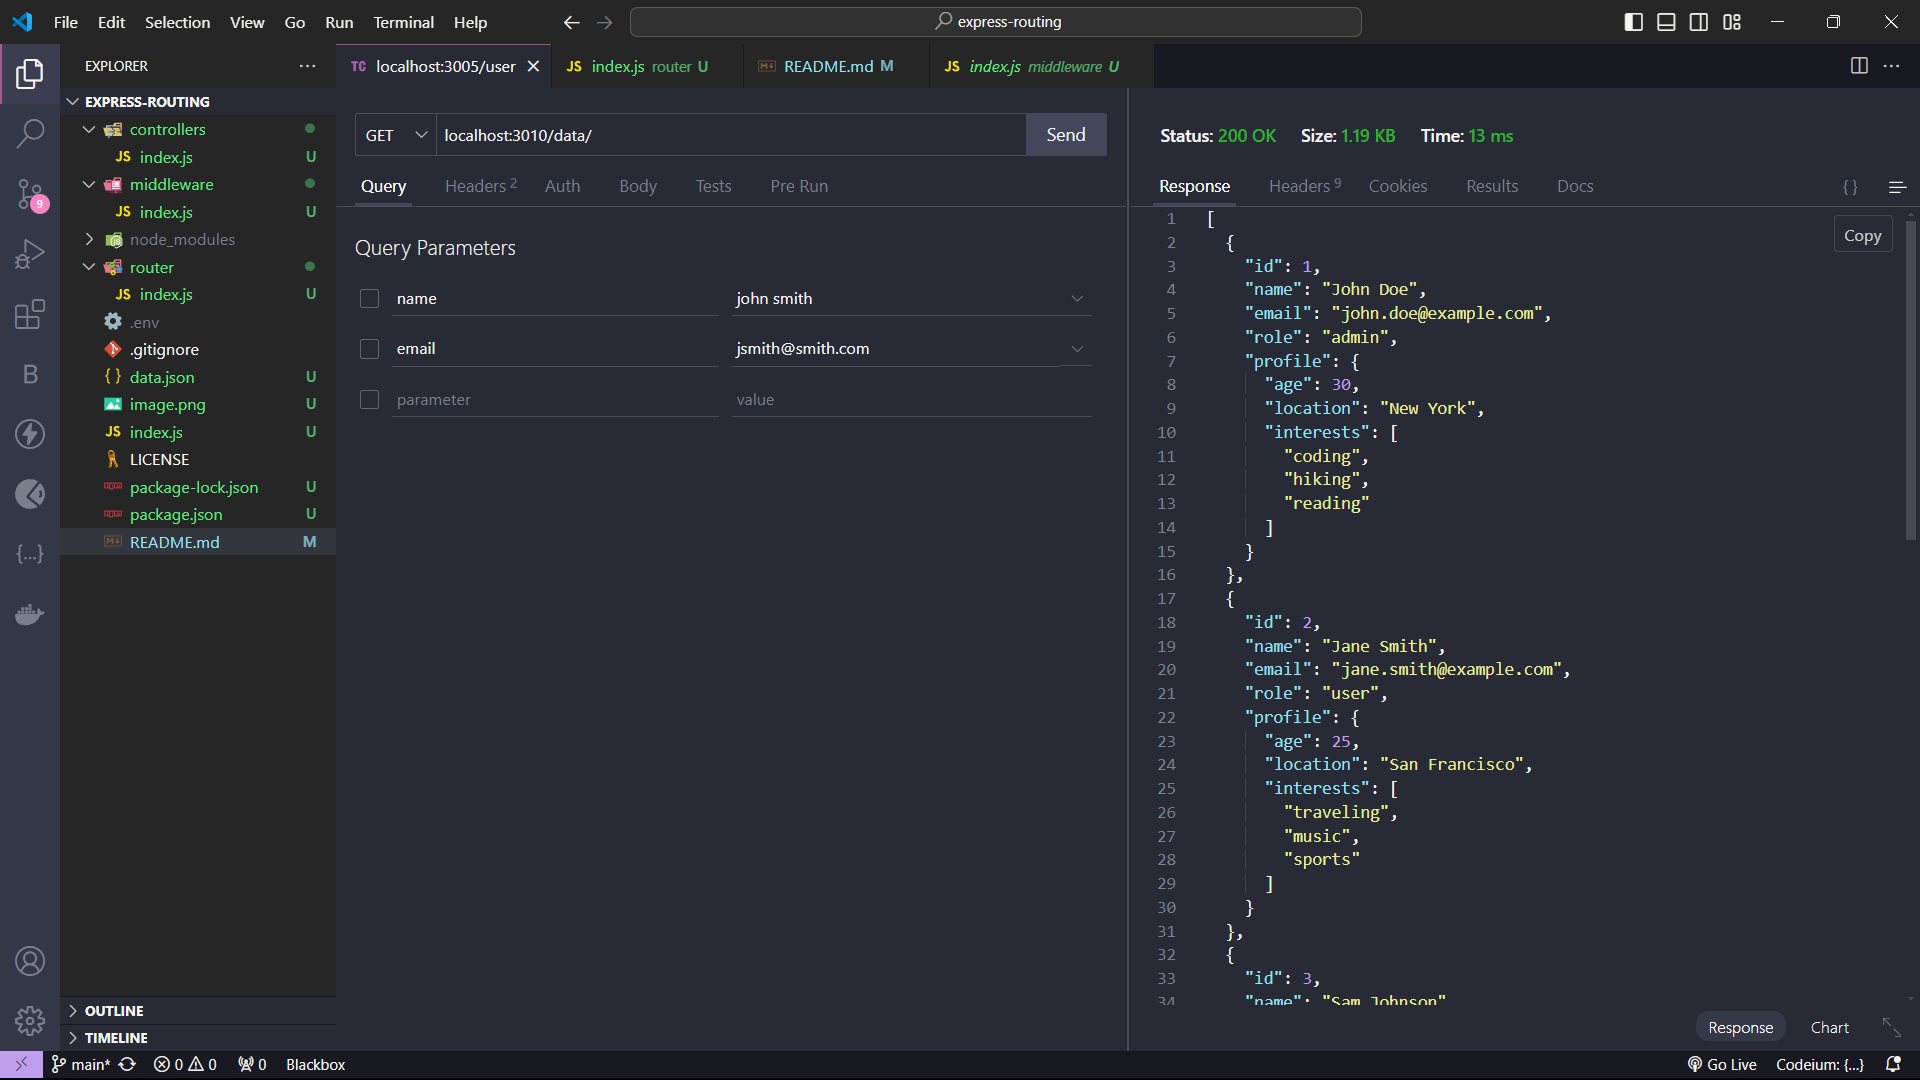 File Edit Selection View Go Run Terminal Help
express-routing
EXPLORER
EXPRESS-ROUTING
controllers
JS index.js U
middleware
JS index.js U
node_modules
router
JS index.js U
.env
.gitignore
{ } data.json U
image.png U
JS index.js U
LICENSE
package-lock.json U
package.json U
README.md M
OUTLINE
TIMELINE
TC localhost:3005/user
JS index.js router U
README.md M
JS index.js middleware U
GET localhost:3010/data/ Send
Query Headers 2 Auth Body Tests Pre Run
Query Parameters
name john smith
email jsmith@smith.com
parameter value
Status: 200 OK Size: 1.19 KB Time: 13 ms
Response Headers 9 Cookies Results Docs { }
Copy
1 [
2 {
3 "id": 1,
4 "name": "John Doe",
5 "email": "john.doe@example.com",
6 "role": "admin",
7 "profile": {
8 "age": 30,
9 "location": "New York",
10 "interests": [
11 "coding",
12 "hiking",
13 "reading"
14 ]
15 }
16 },
17 {
18 "id": 2,
19 "name": "Jane Smith",
20 "email": "jane.smith@example.com",
21 "role": "user",
22 "profile": {
23 "age": 25,
24 "location": "San Francisco",
25 "interests": [
26 "traveling",
27 "music",
28 "sports"
29 ]
30 }
31 },
32 {
33 "id": 3,
34 "name": "Sam Johnson"
Response Chart
9
B
{...}
main* 0 0 0 Blackbox
Go Live Codeium: {...}